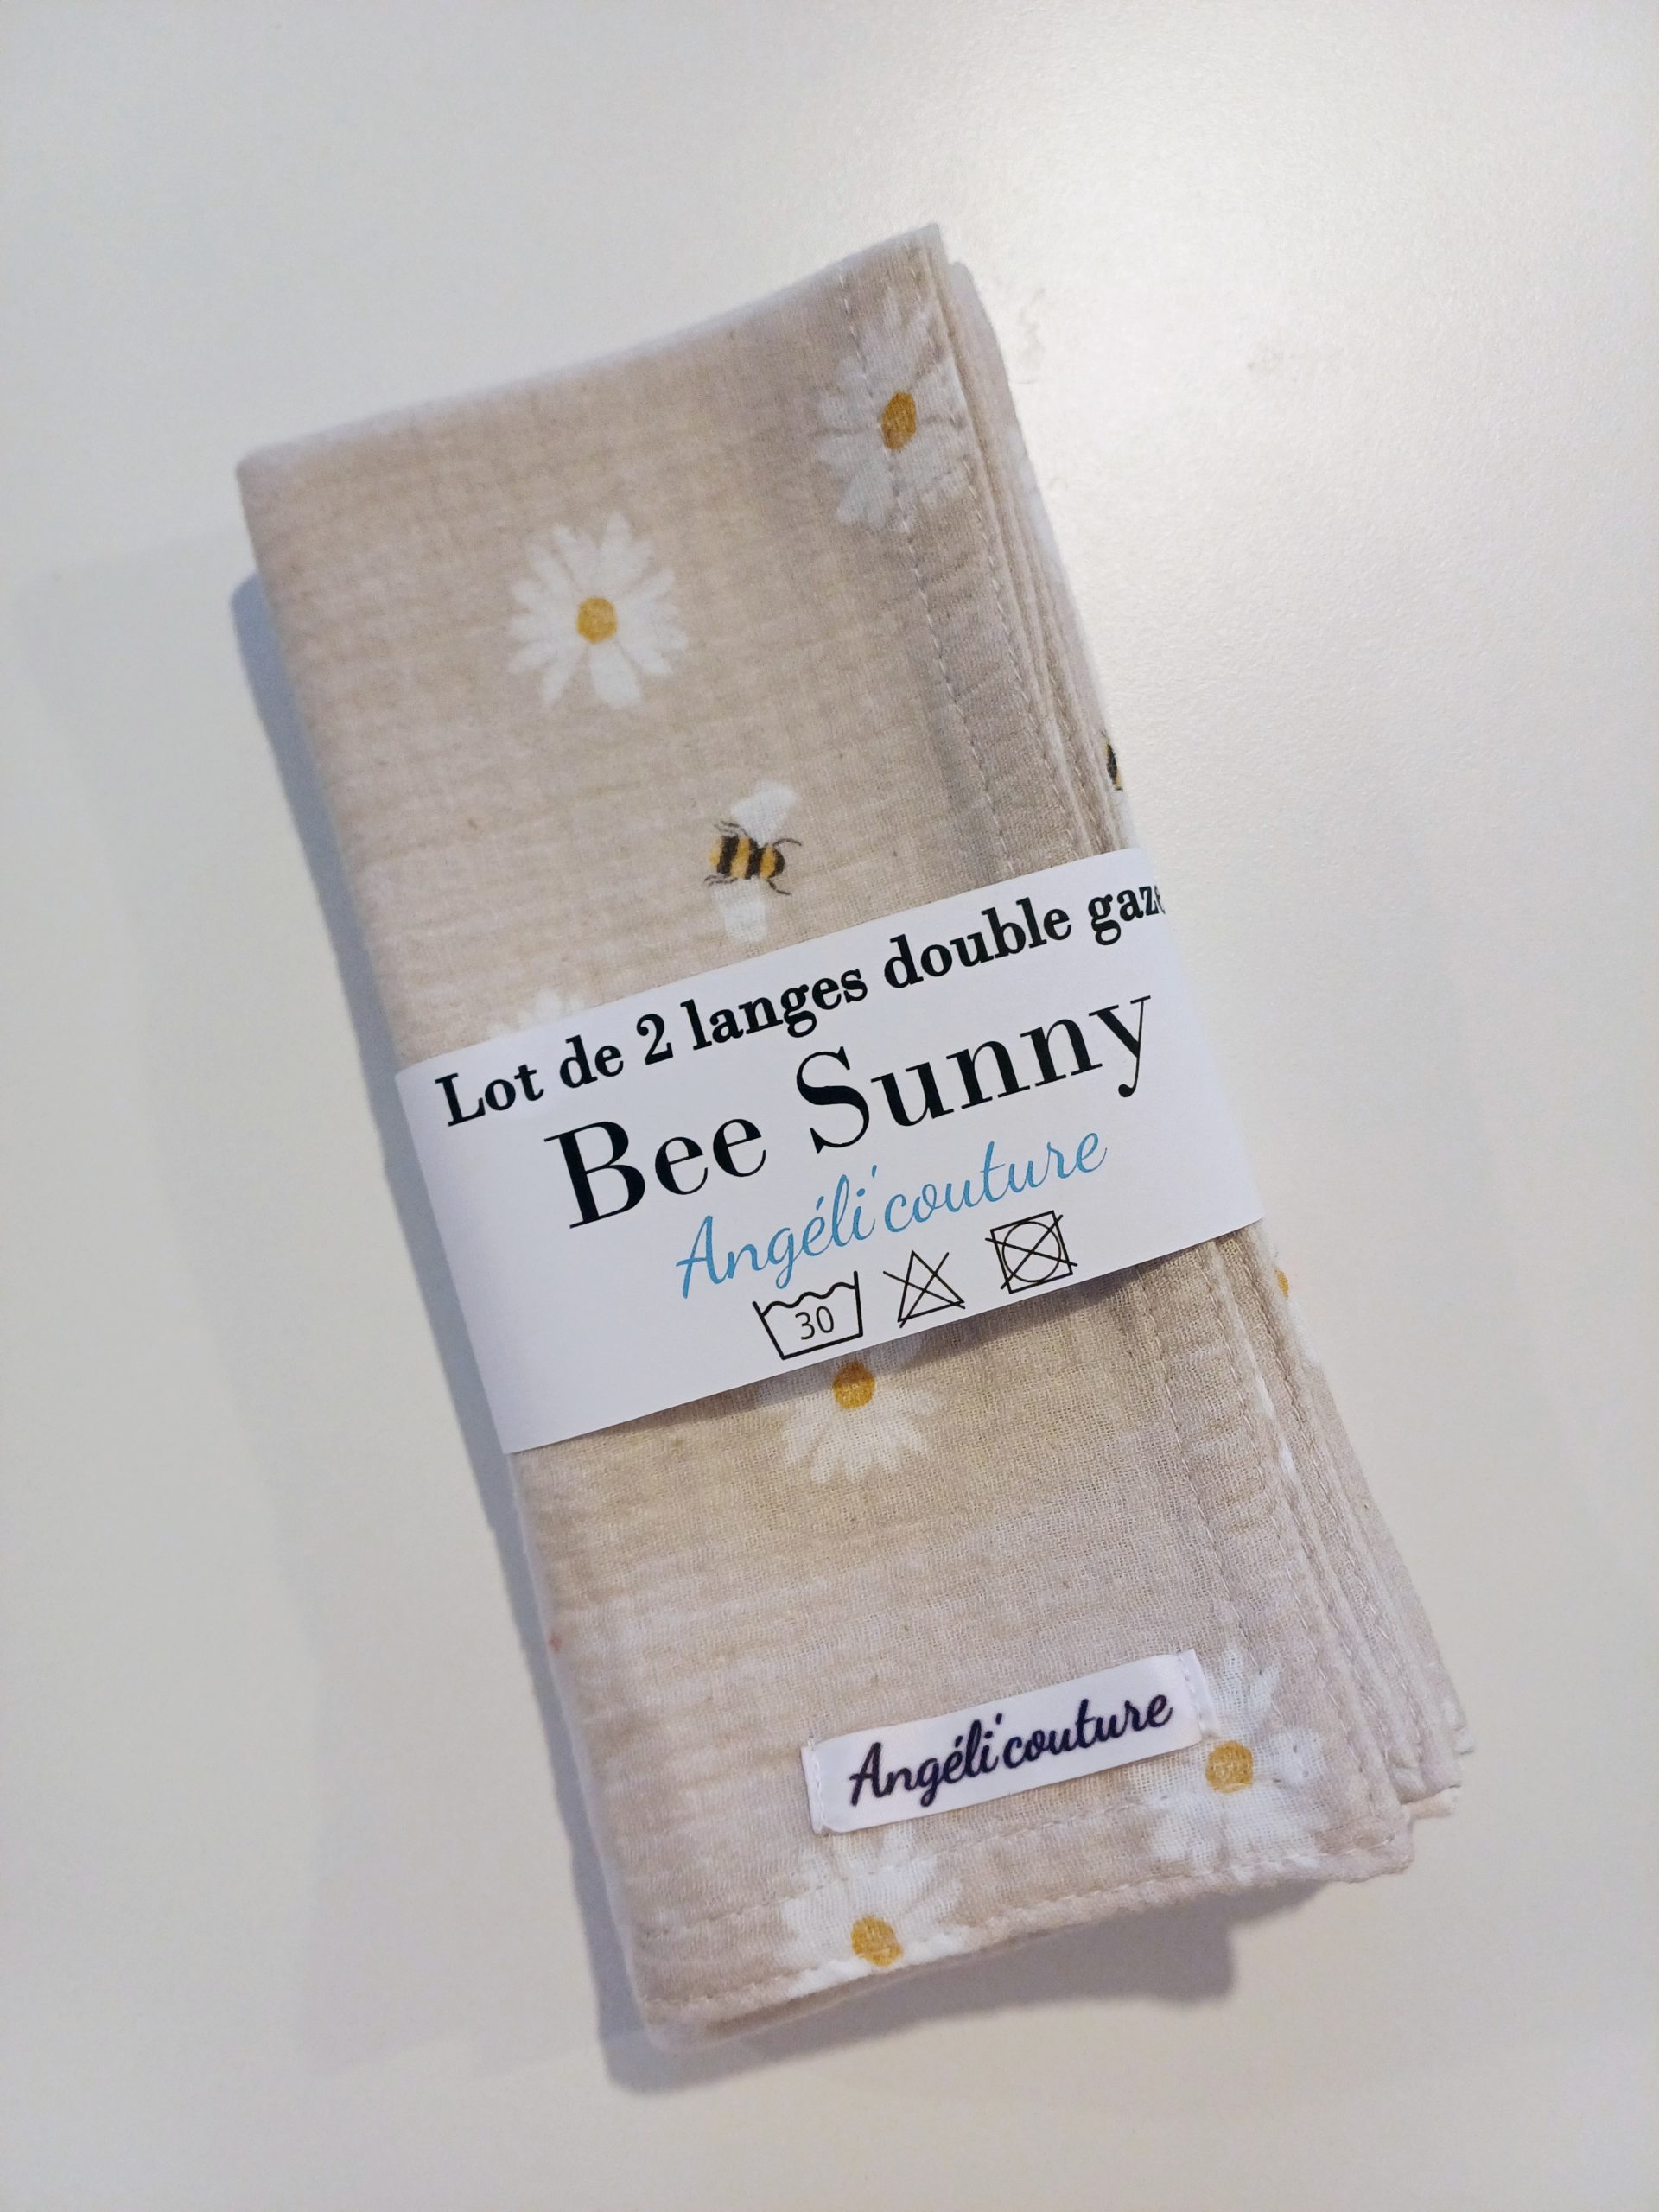 Lot de 2 langes double gaze
Bee Sunny
Angéli'couture
30
Angéli'couture